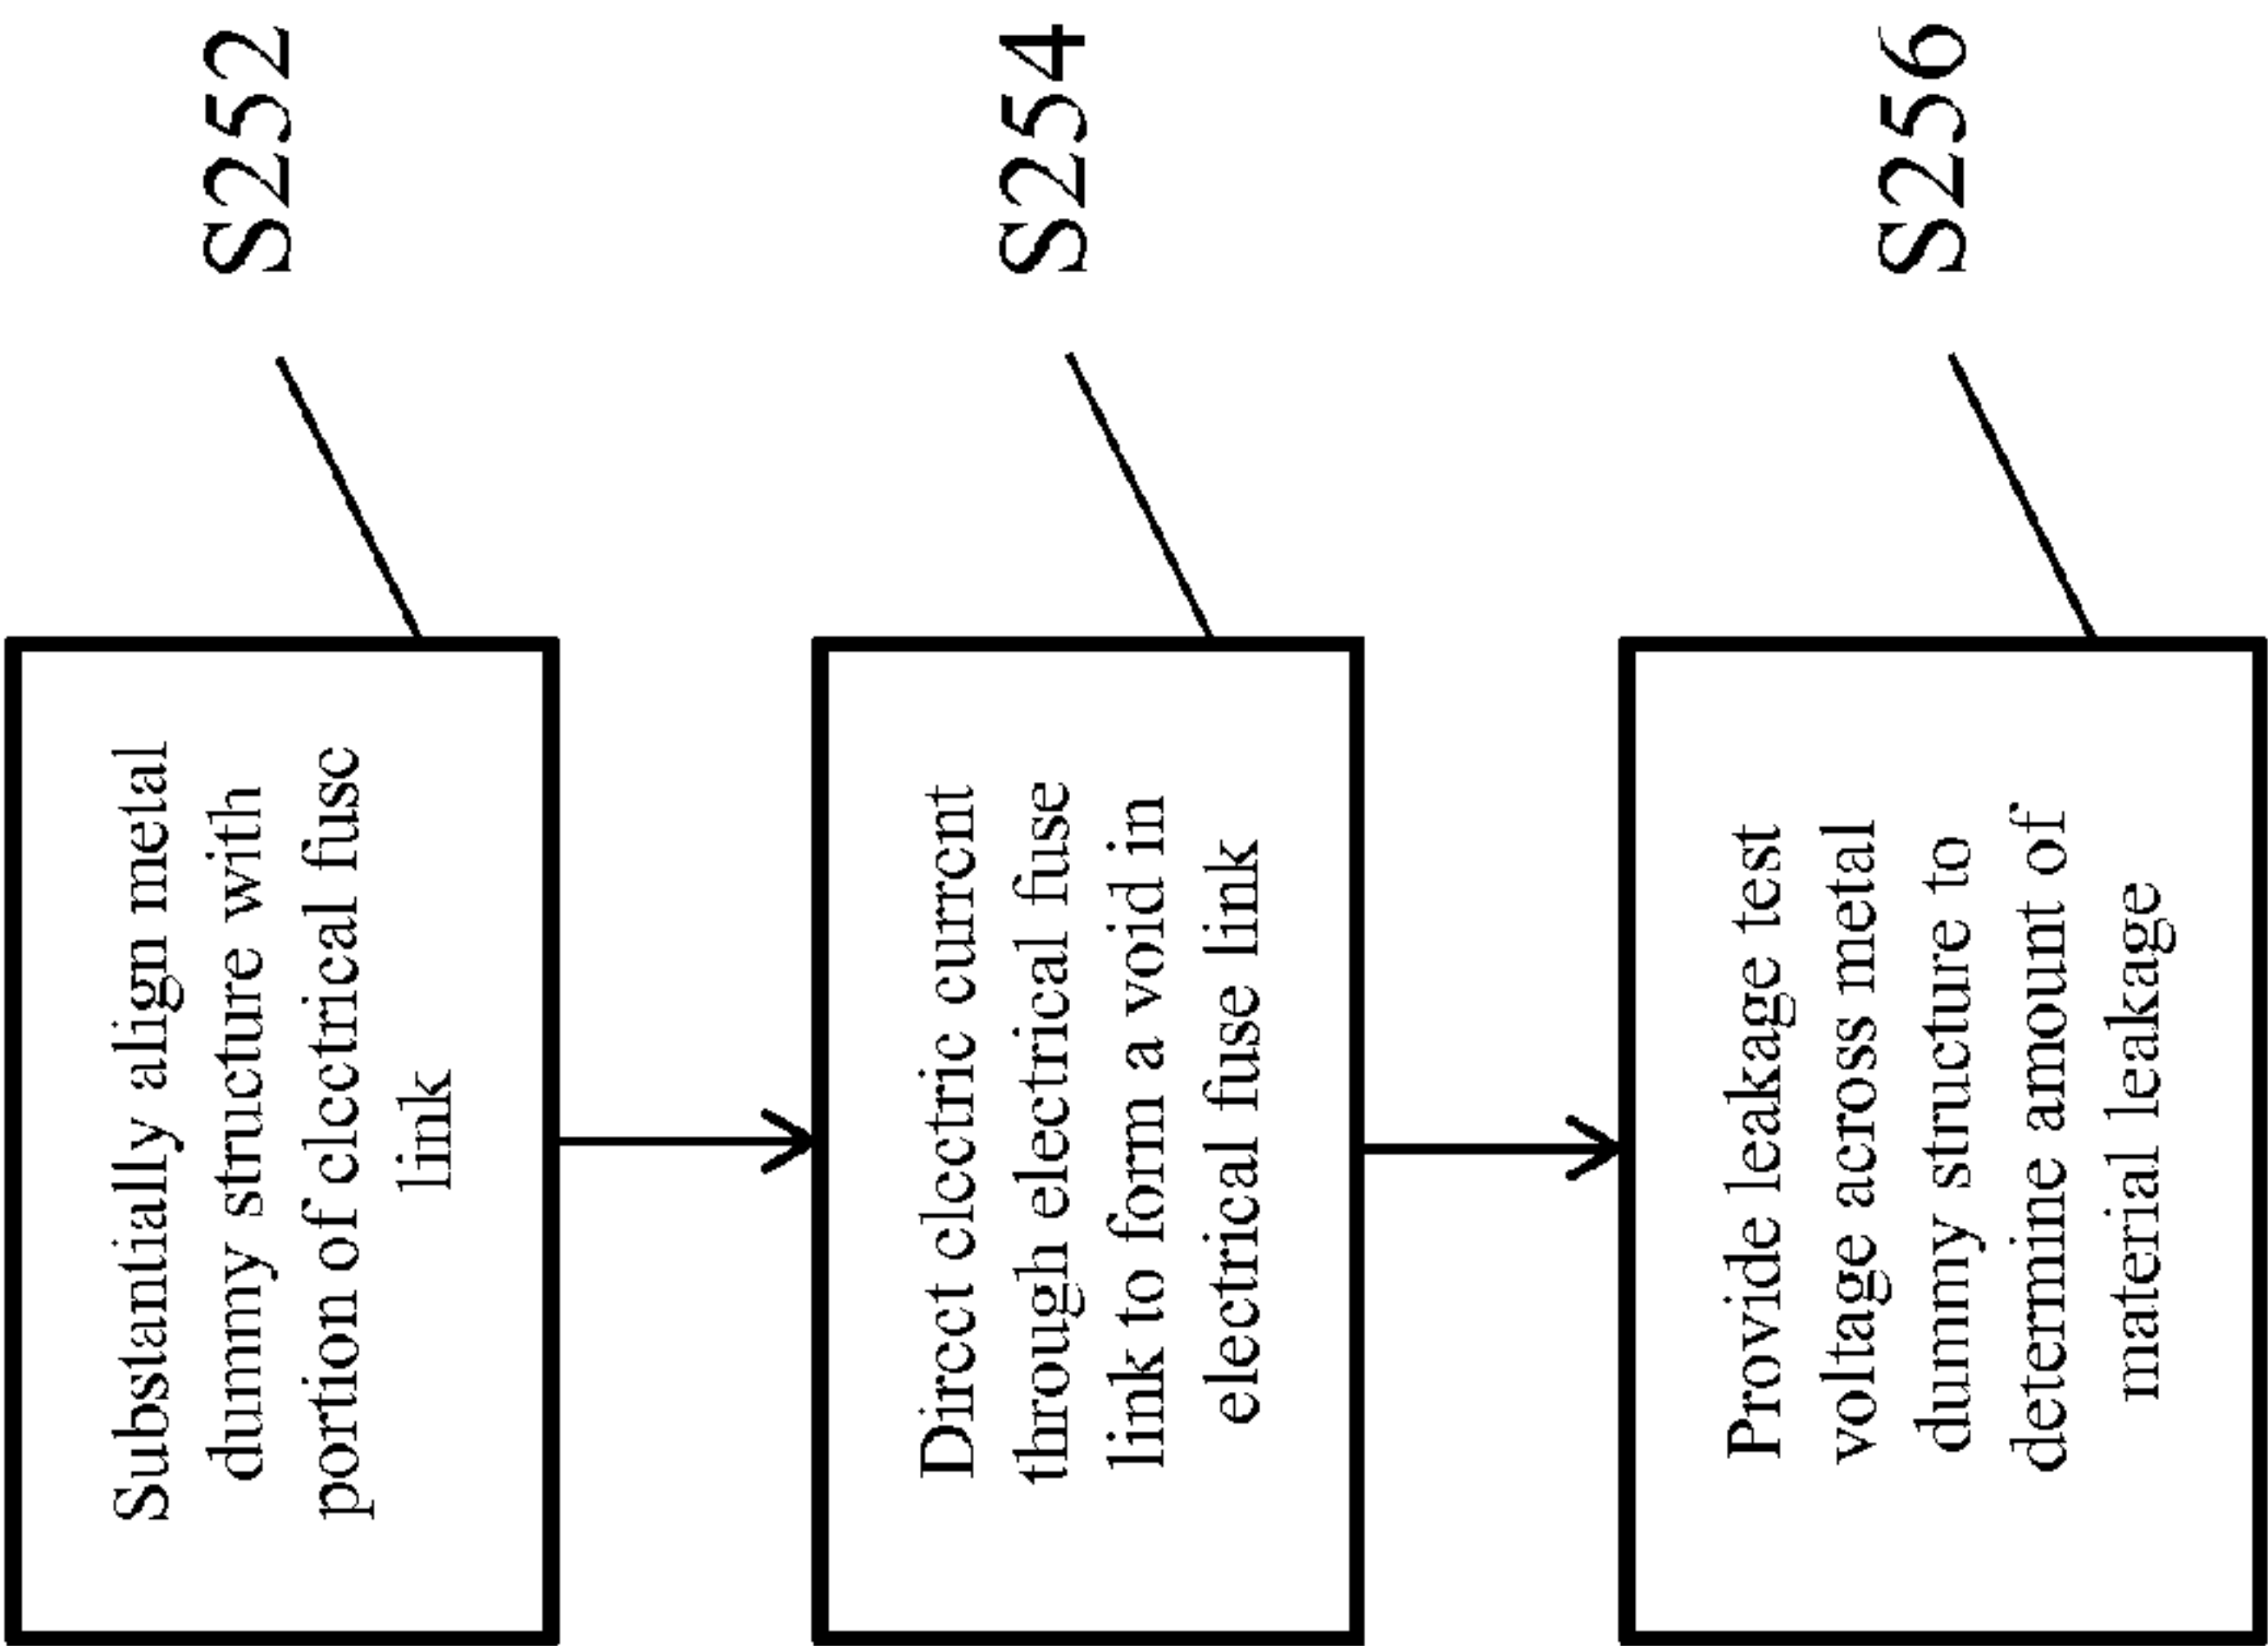 Substantially align metal
dummy structure with
portion of electrical fuse
link
S252
Direct electric current
through electrical fuse
link to form a void in
electrical fuse link
S254
Provide leakage test
voltage across metal
dummy structure to
determine amount of
material leakage
S256